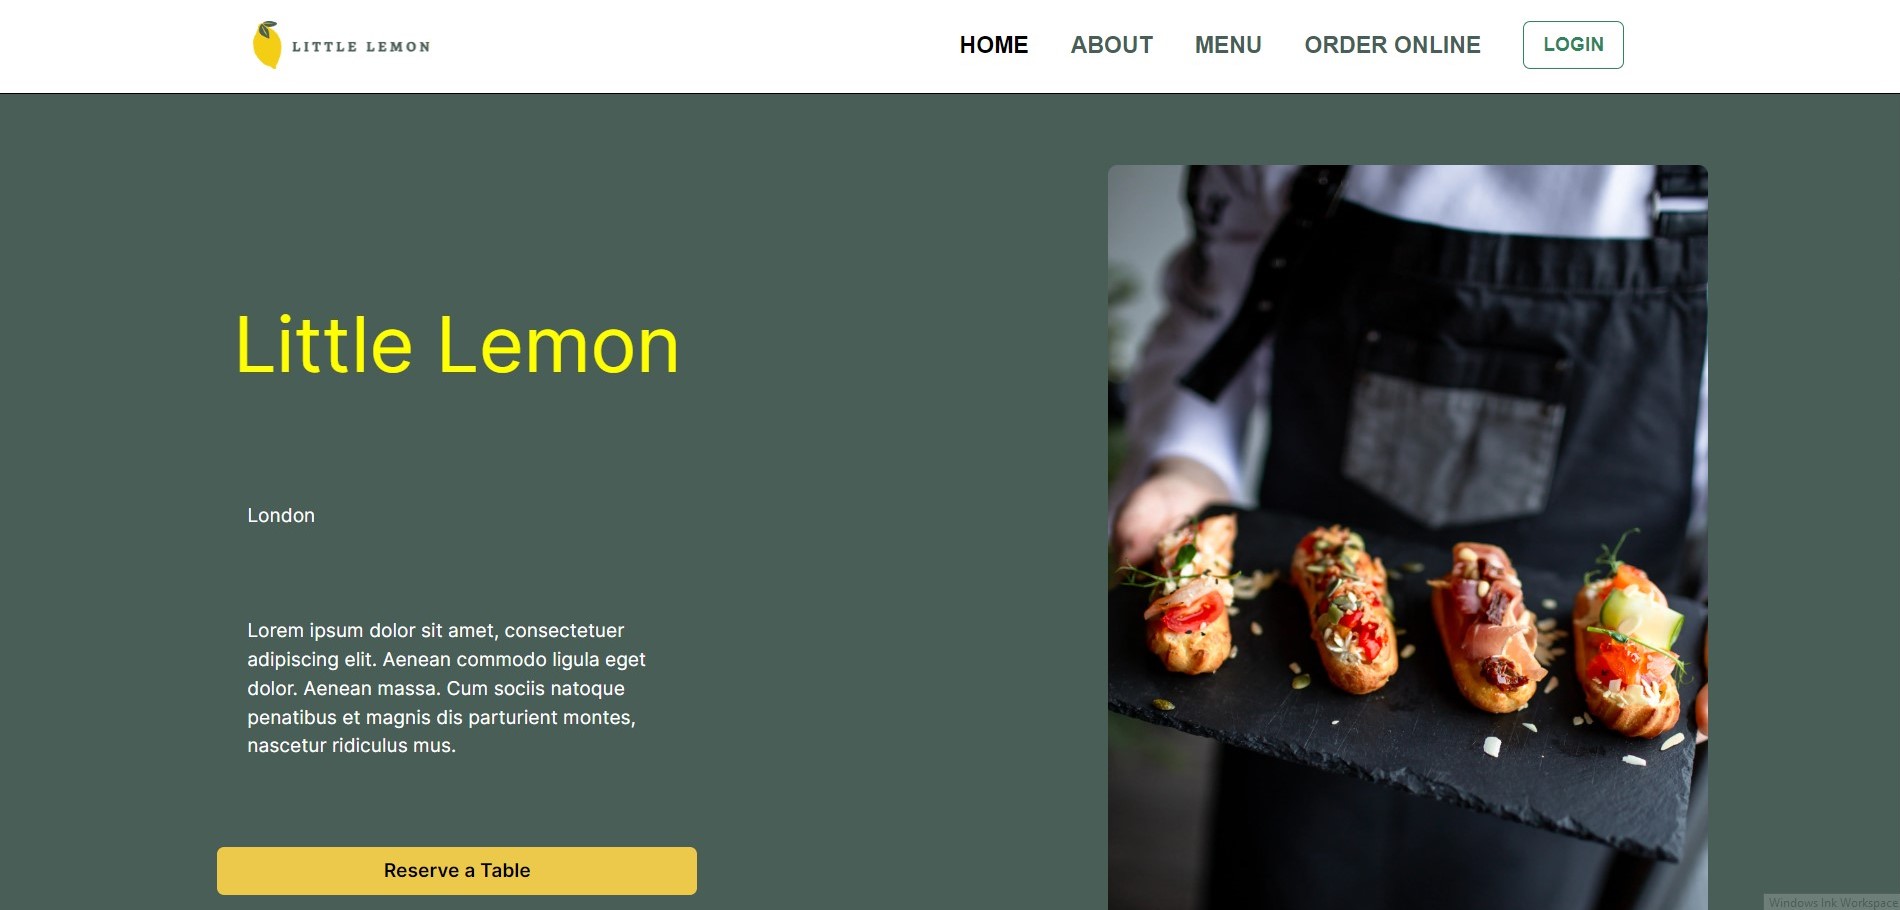 LITTLE LEMON
HOME ABOUT MENU ORDER ONLINE LOGIN
Little Lemon
London
Lorem ipsum dolor sit amet, consectetuer
adipiscing elit. Aenean commodo ligula eget
dolor. Aenean massa. Cum sociis natoque
penatibus et magnis dis parturient montes,
nascetur ridiculus mus.
Reserve a Table
Windows Ink Workspace